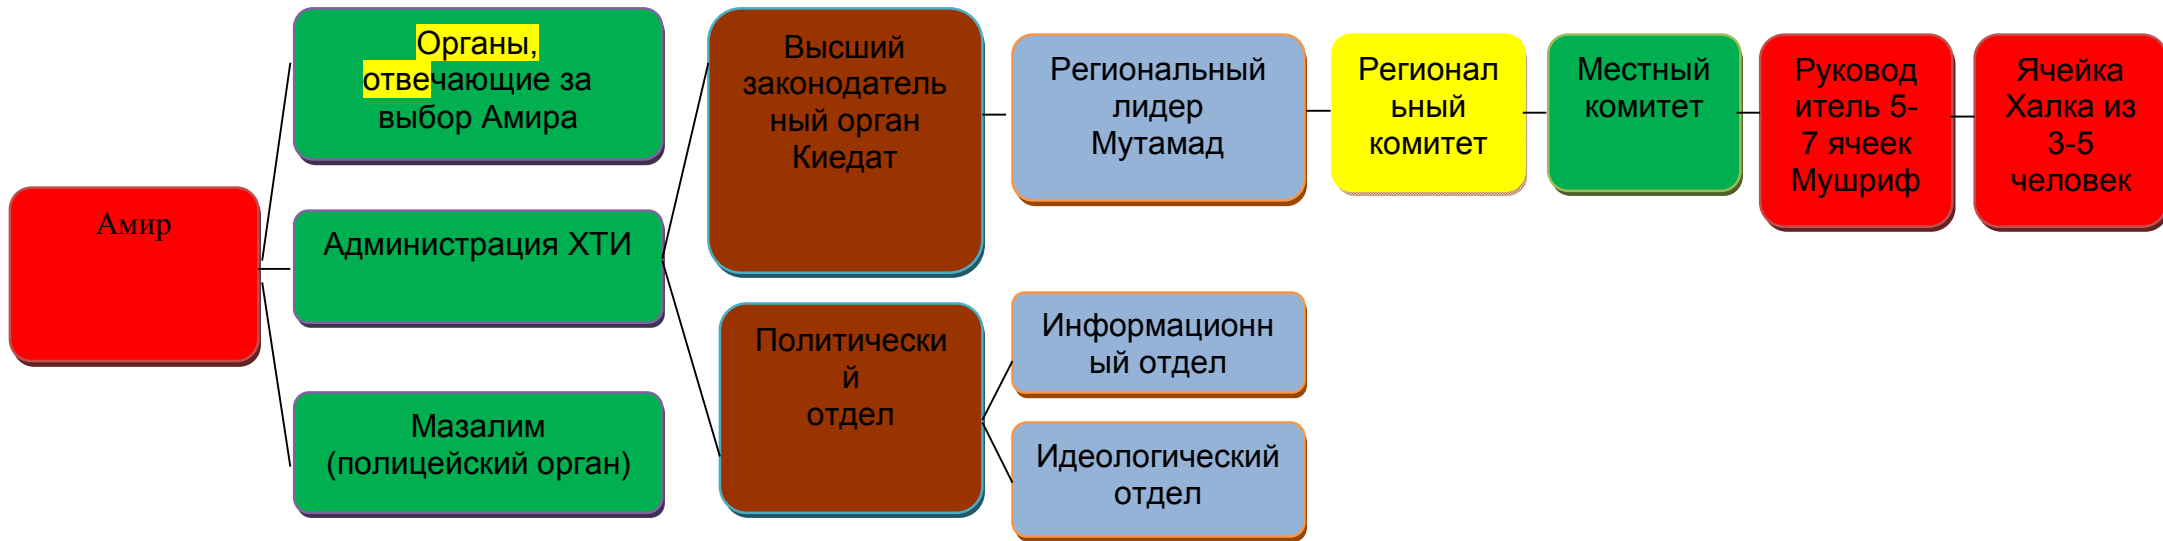 Амир
Органы,
отвечающие за
выбор Амира
Администрация ХТИ
Мазалим
(полицейский орган)
Высший
законодатель
ный орган
Киедат
Политически
й
отдел
Региональный
лидер
Мутамад
Информационн
ый отдел
Идеологический
отдел
Регионал
ьный
комитет
Местный
комитет
Руковод
итель 5-
7 ячеек
Мушриф
Ячейка
Халка из
3-5
человек